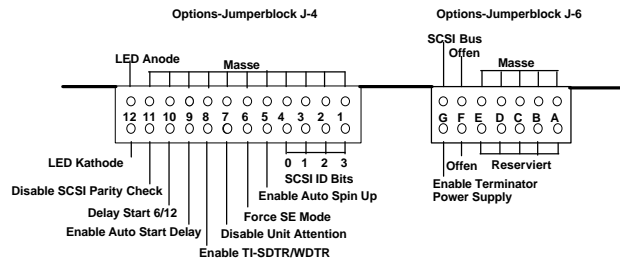 Options-Jumperblock J-4
Options-Jumperblock J-6
LED Anode
Masse
SCSI Bus
Offen
Masse
12 11 10 9 8 7 6 5 4 3 2 1
G F E D C B A
LED Kathode
0 1 2 3
SCSI ID Bits
Offen
Reserviert
Disable SCSI Parity Check
Enable Auto Spin Up
Enable Terminator
Power Supply
Delay Start 6/12
Force SE Mode
Enable Auto Start Delay
Disable Unit Attention
Enable TI-SDTR/WDTR